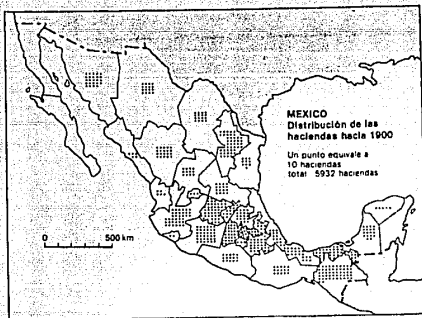 MEXICO
Distribución de las
haciendas hacia 1900
Un punto equivale a
10 haciendas
total 5932 haciendas
0 500 km